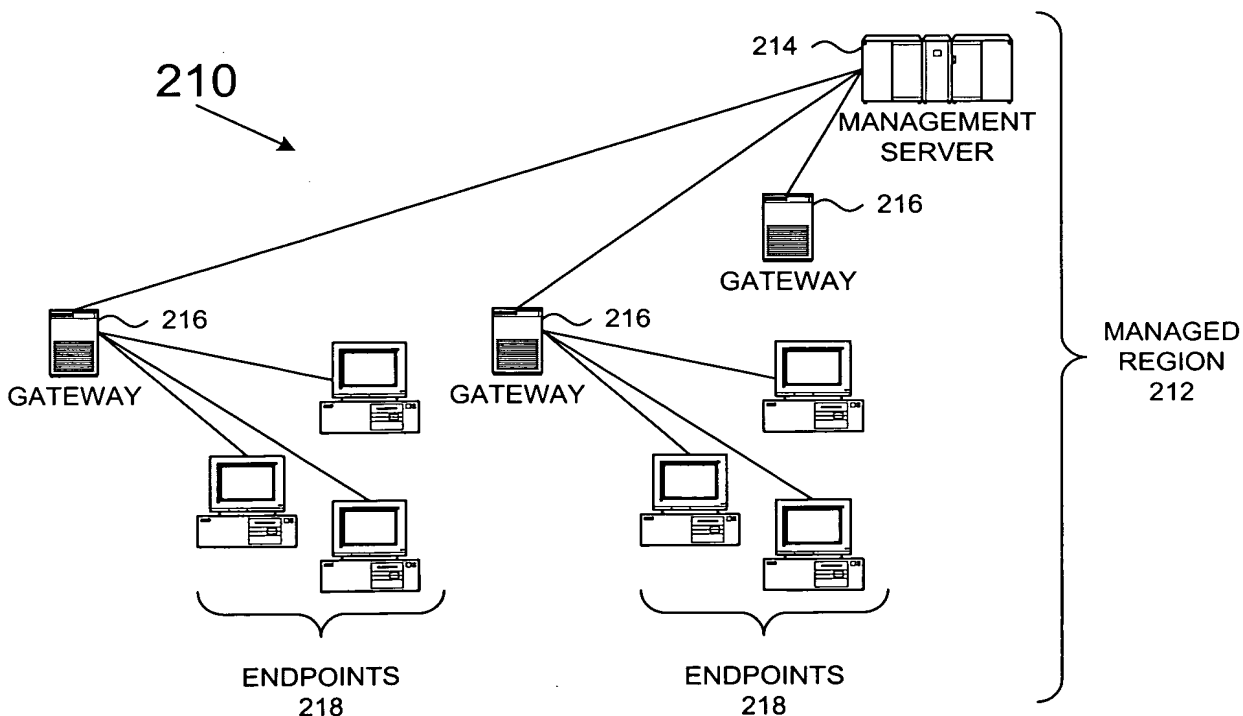 214
210
MANAGEMENT
SERVER
216
GATEWAY
216
GATEWAY
216
GATEWAY
MANAGED
REGION
212
ENDPOINTS
218
ENDPOINTS
218